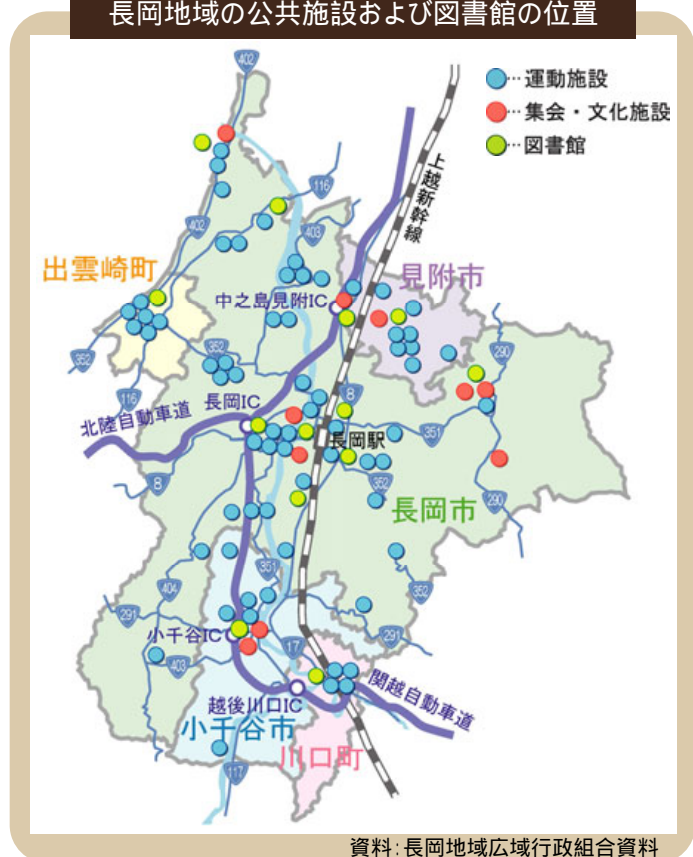 長岡地域の公共施設および図書館の位置
402
…運動施設
…集会・文化施設
…図書館
上越新幹線
116
402
403
出雲崎町
見附市
中之島見附IC
352
352
290
116
8
長岡IC
北陸自動車道
351
長岡駅
8
352
290
長岡市
351
404
352
291
小千谷IC
291
403
17
越後川口IC
関越自動車道
小千谷市
川口町
117
資料:長岡地域広域行政組合資料